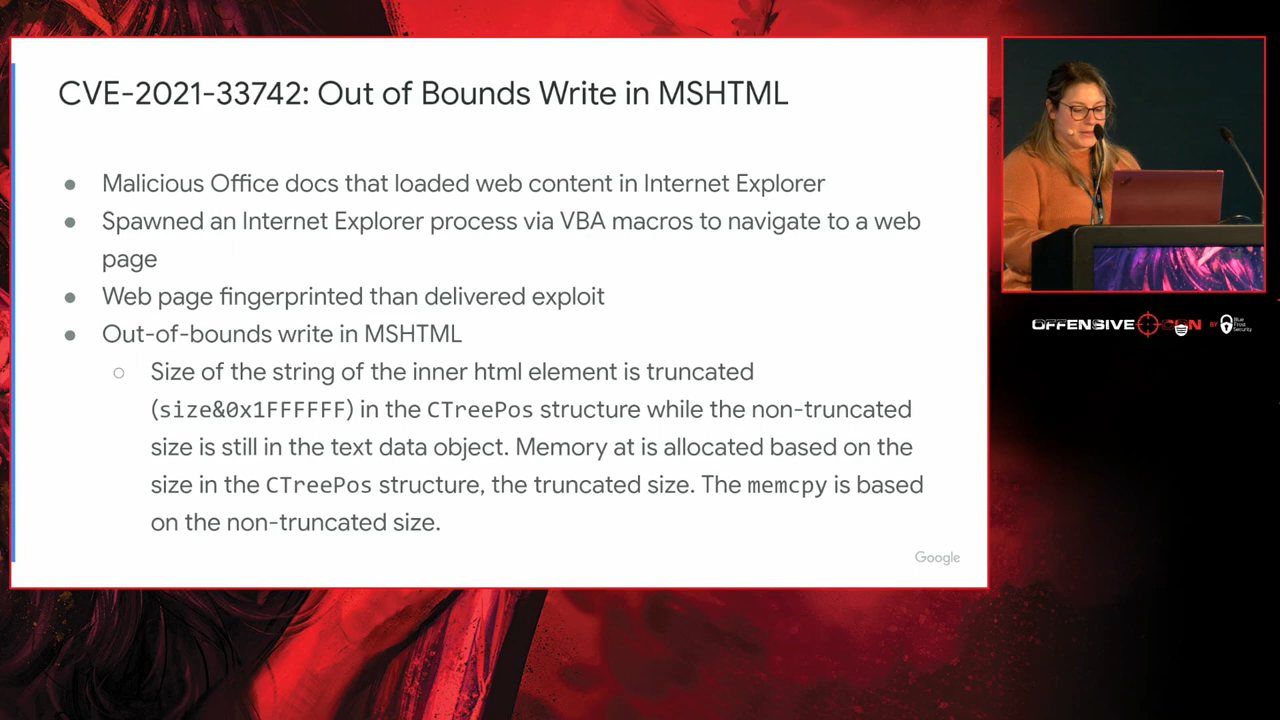 CVE-2021-33742: Out of Bounds Write in MSHTML
Malicious Office docs that loaded web content in Internet Explorer
Spawned an Internet Explorer process via VBA macros to navigate to a web
page
Web page fingerprinted than delivered exploit
Out-of-bounds write in MSHTML
Size of the string of the inner html element is truncated
(size&0x1FFFFFF) in the CTreePos structure while the non-truncated
size is still in the text data object. Memory at is allocated based on the
size in the CTreePos structure, the truncated size. The memcpy is based
on the non-truncated size.
Google
OFFENSIVE CON BY Blue
Frost
Security